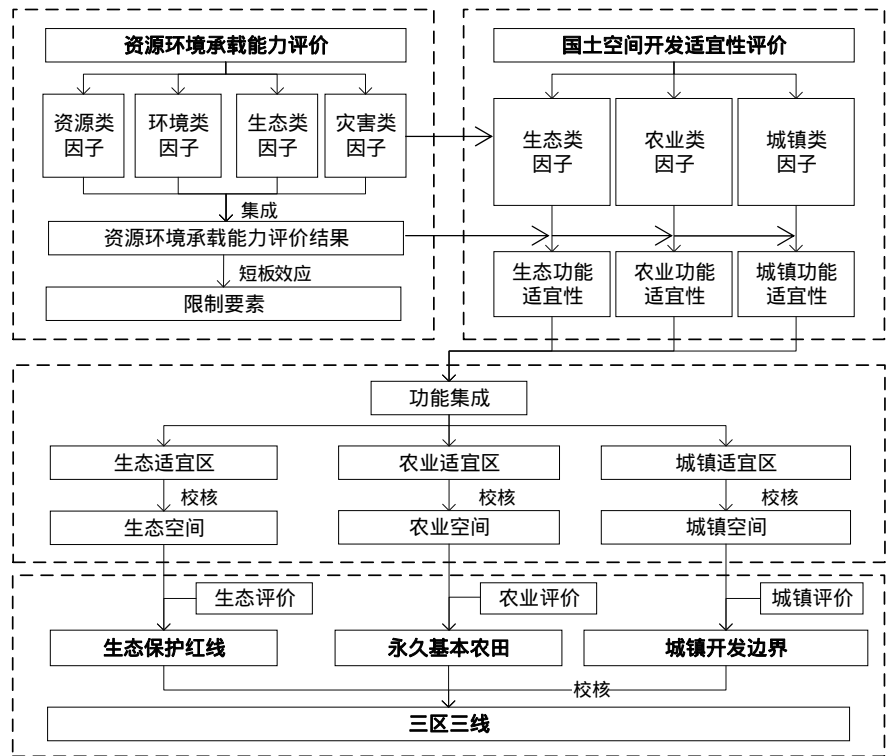 资源环境承载能力评价
国土空间开发适宜性评价
资源类
因子
环境类
因子
生态类
因子
灾害类
因子
生态类
因子
农业类
因子
城镇类
因子
集成
资源环境承载能力评价结果
短板效应
限制要素
生态功能
适宜性
农业功能
适宜性
城镇功能
适宜性
功能集成
生态适宜区
农业适宜区
城镇适宜区
校核
校核
校核
生态空间
农业空间
城镇空间
生态评价
农业评价
城镇评价
生态保护红线
永久基本农田
城镇开发边界
校核
三区三线